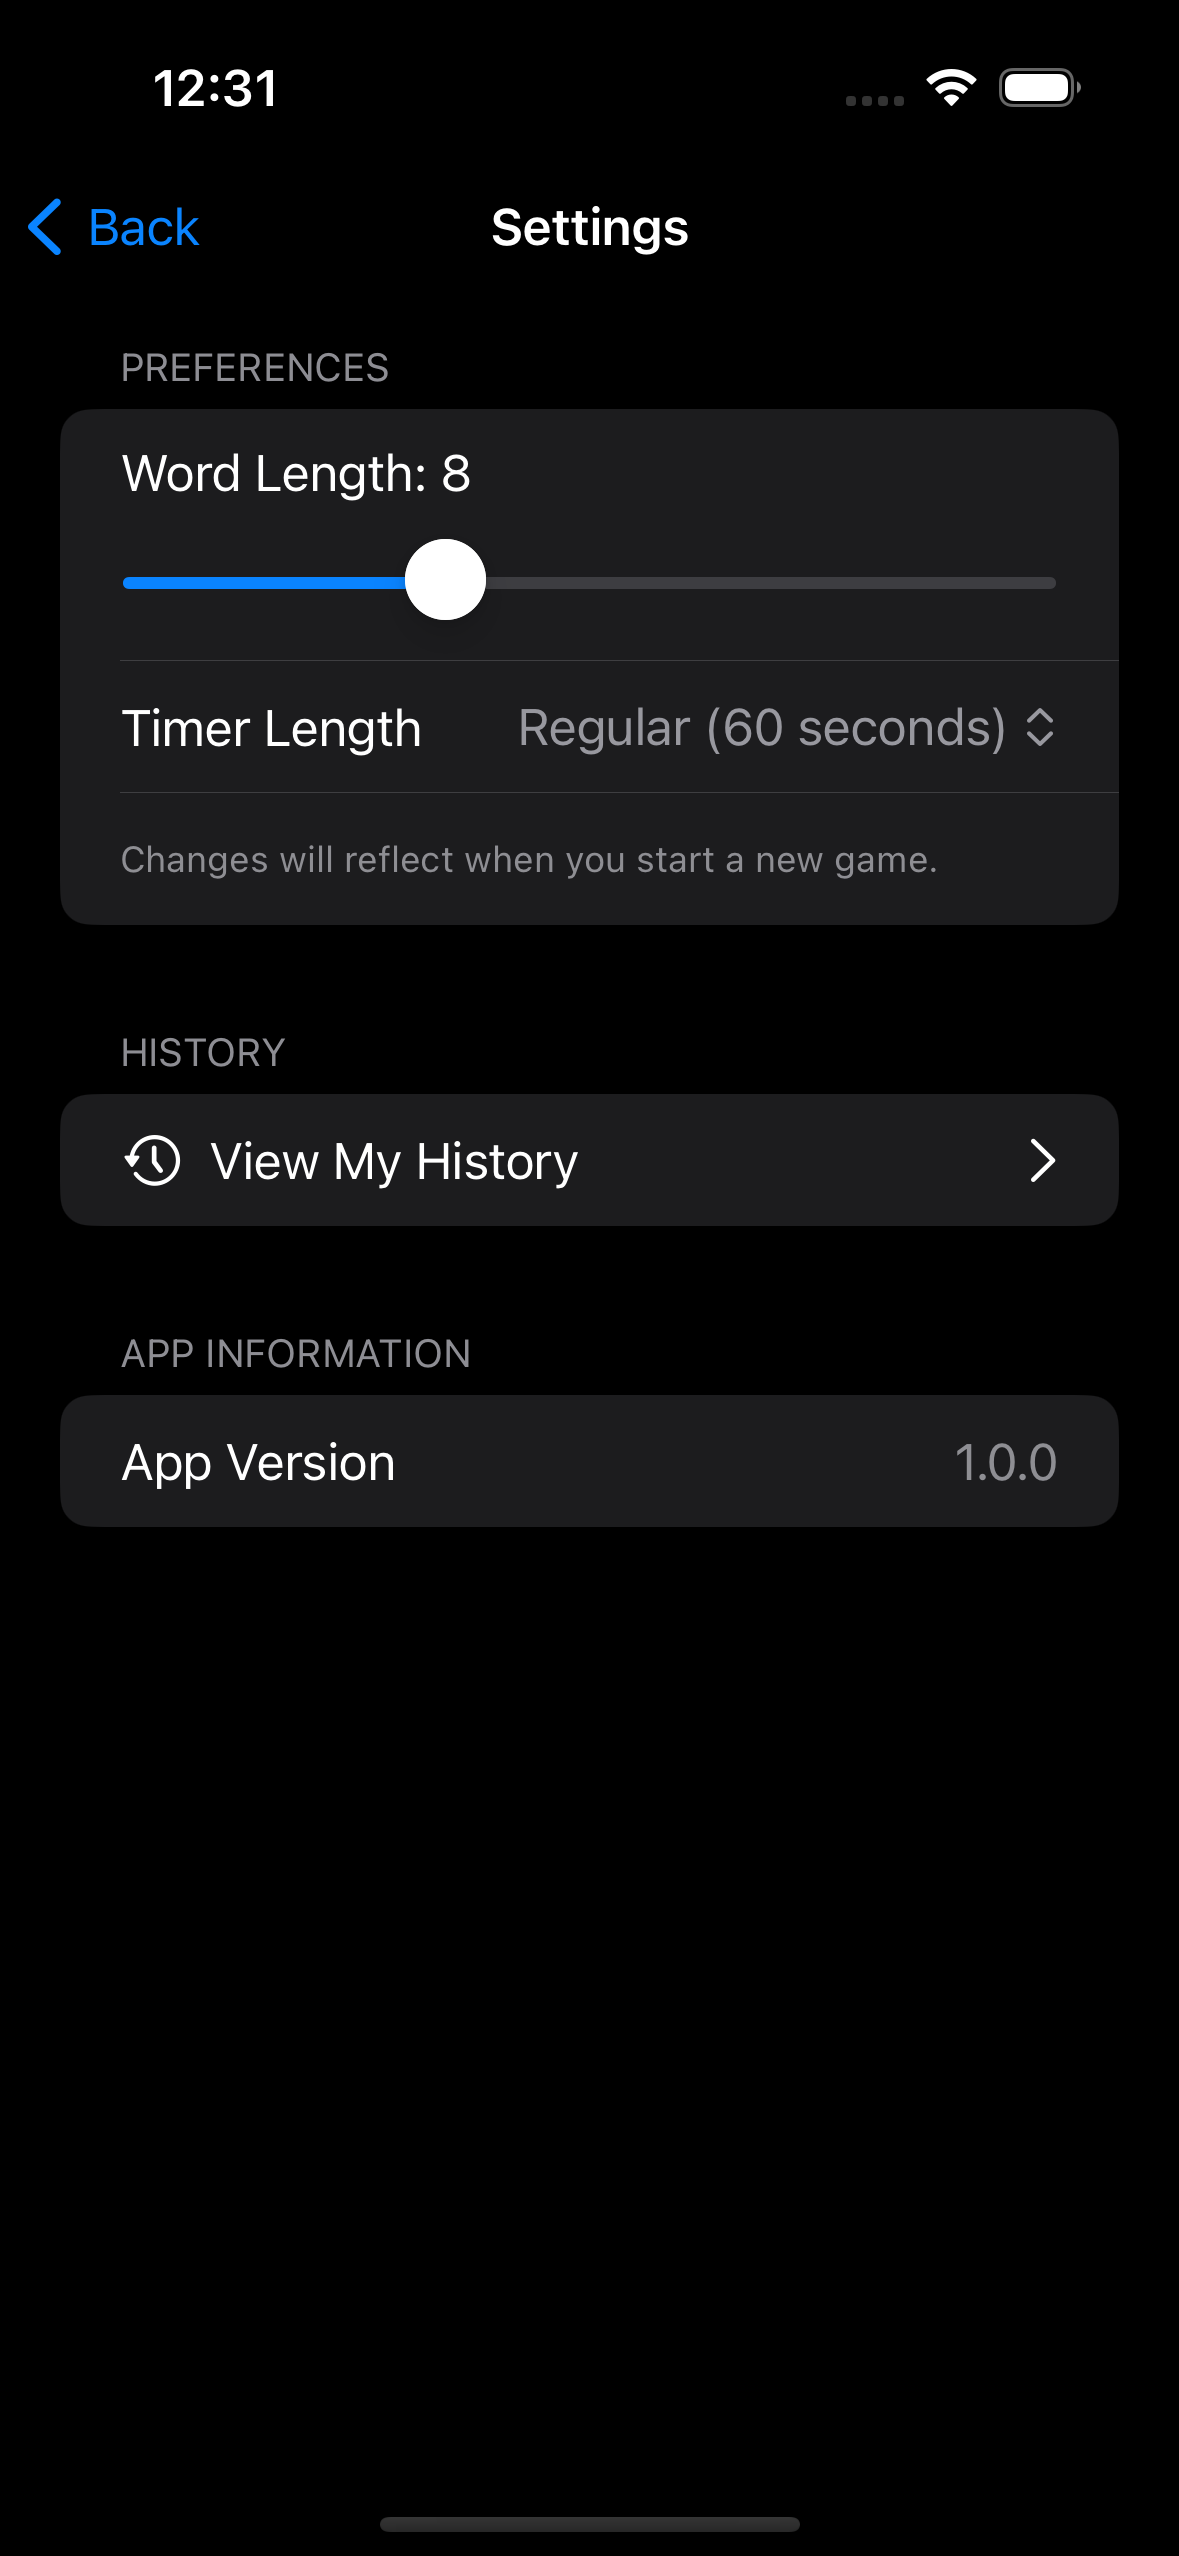 12:31
Back
Settings
PREFERENCES
Word Length: 8
Timer Length Regular (60 seconds)
Changes will reflect when you start a new game.
HISTORY
View My History
APP INFORMATION
App Version 1.0.0